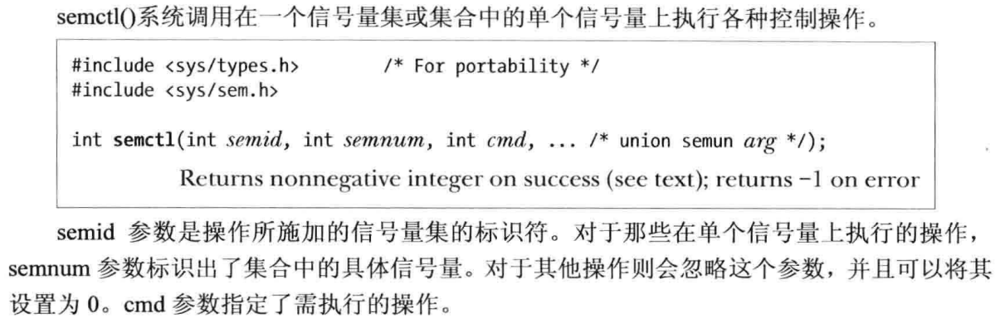 semctl()系统调用在一个信号量集或集合中的单个信号量上执行各种控制操作。
#include <sys/types.h> /* For portability */
#include <sys/sem.h>
int semctl(int semid, int semnum, int cmd, ... /* union semun arg */);
Returns nonnegative integer on success (see text); returns −1 on error
semid 参数是操作所施加的信号量集的标识符。对于那些在单个信号量上执行的操作，
semnum 参数标识出了集合中的具体信号量。对于其他操作则会忽略这个参数，并且可以将其
设置为 0。cmd 参数指定了需执行的操作。